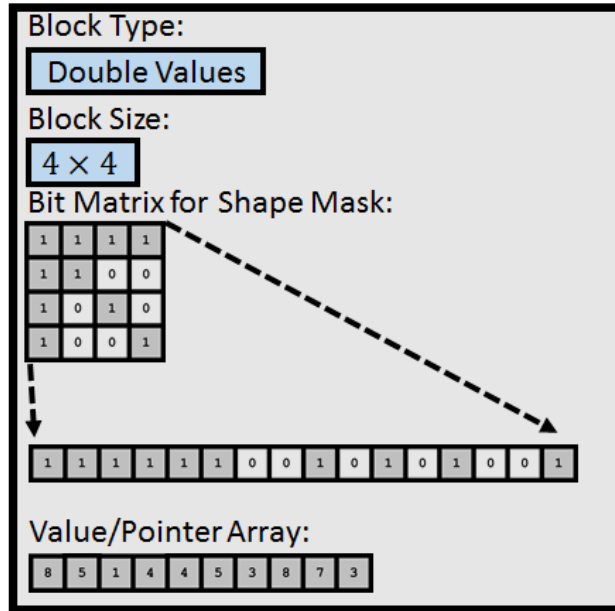 Block Type:
Double Values
Block Size:
4 × 4
Bit Matrix for Shape Mask:
1 1 1 1
1 1 0 0
1 0 1 0
1 0 0 1
1 1 1 1 1 1 0 0 1 0 1 0 1 0 0 1
Value/Pointer Array:
8 5 1 4 4 5 3 8 7 3